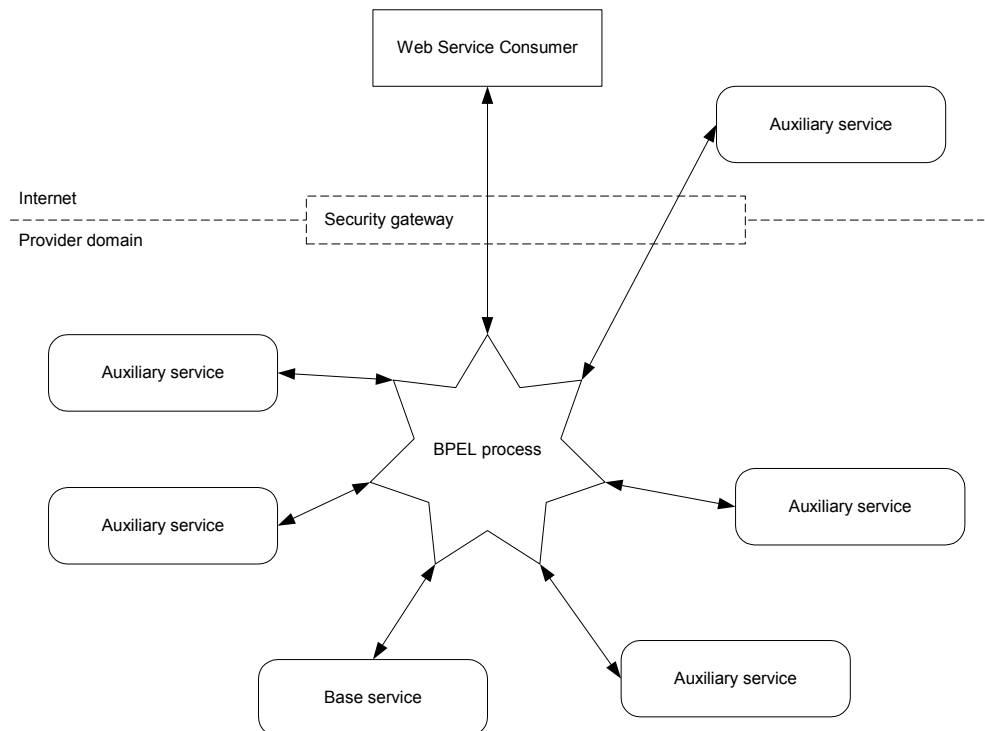 Web Service Consumer
Auxiliary service
Internet
Security gateway
Provider domain
Auxiliary service
BPEL process
Auxiliary service
Auxiliary service
Base service
Auxiliary service